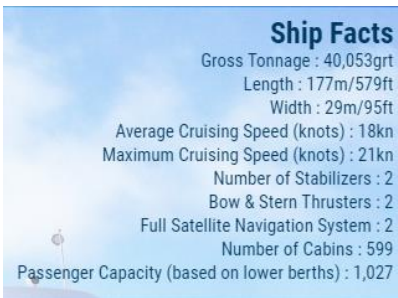 Ship Facts
Gross Tonnage : 40,053grt
Length : 177m/579ft
Width : 29m/95ft
Average Cruising Speed (knots) : 18kn
Maximum Cruising Speed (knots) : 21kn
Number of Stabilizers : 2
Bow & Stern Thrusters : 2
Full Satellite Navigation System : 2
Number of Cabins : 599
Passenger Capacity (based on lower berths) : 1,027